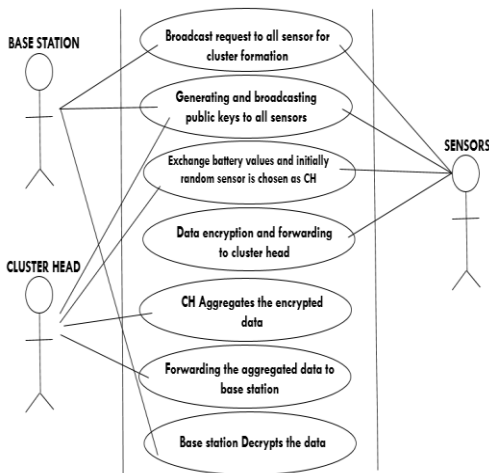 BASE STATION
Broadcast request to all sensor for
cluster formation
Generating and broadcasting
public keys to all sensors
SENSORS
Exchange battery values and initially
random sensor is chosen as CH
Data encryption and forwarding
to cluster head
CLUSTER HEAD
CH Aggregates the encrypted
data
Forwarding the aggregated data to
base station
Base station Decrypts the data